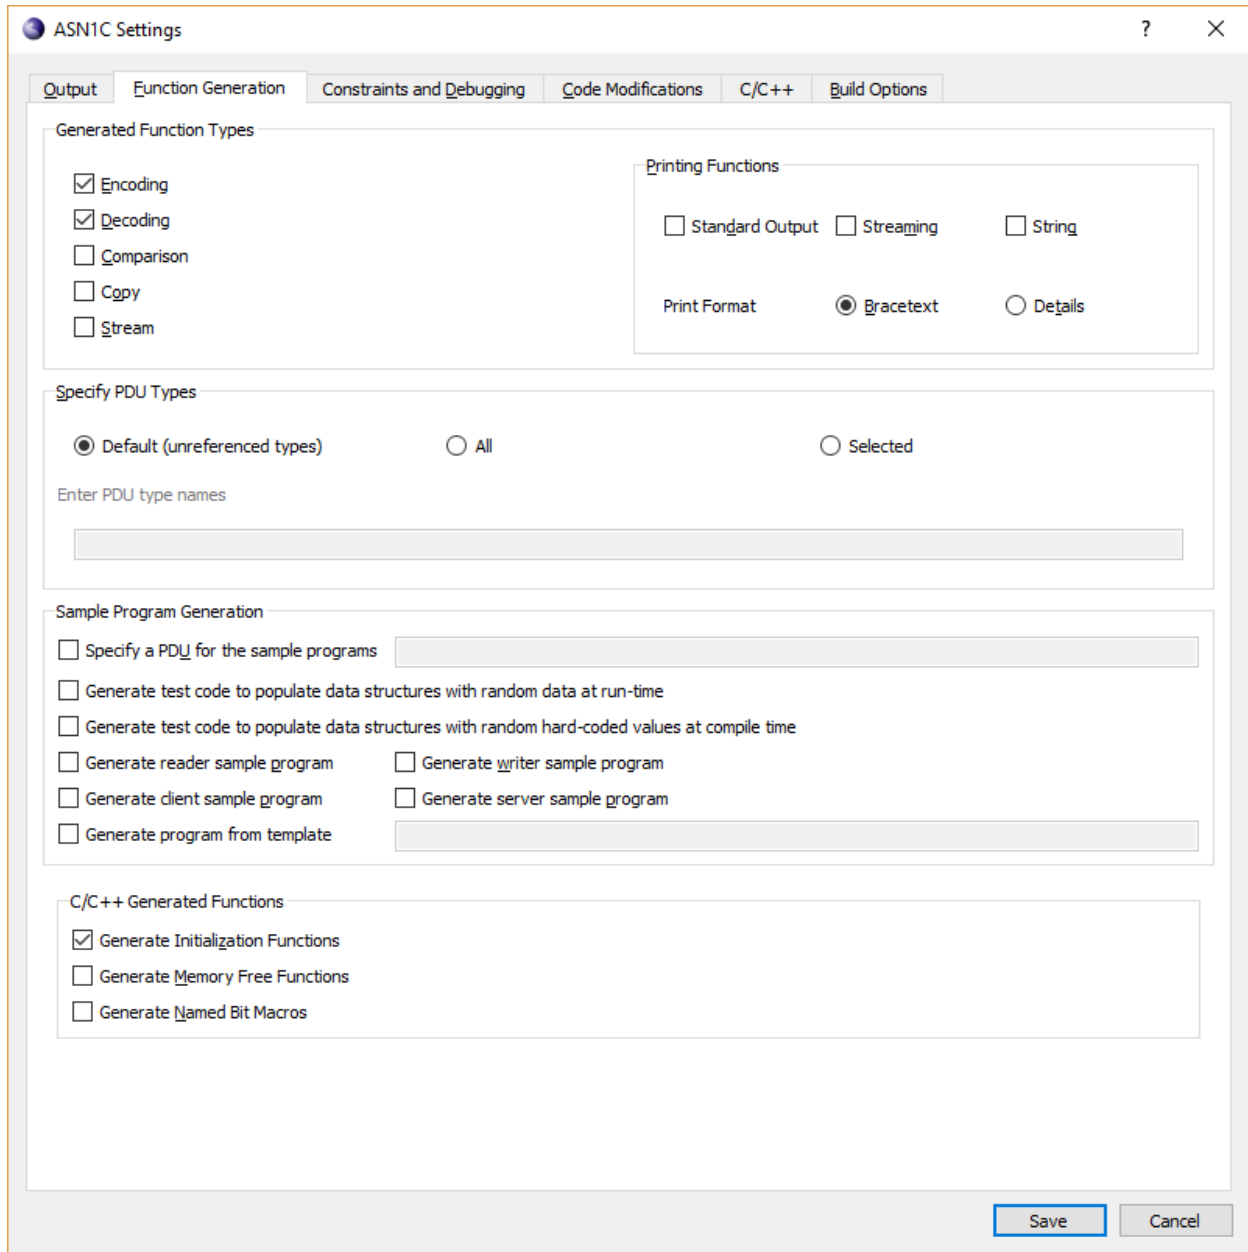 ASN1C Settings
?
Output Function Generation Constraints and Debugging Code Modifications C/C++ Build Options
Generated Function Types
Encoding
Decoding
Comparison
Copy
Stream
Printing Functions
Standard Output Streaming String
Print Format Bracetext Details
Specify PDU Types
Default (unreferenced types) All Selected
Enter PDU type names
Sample Program Generation
Specify a PDU for the sample programs
Generate test code to populate data structures with random data at run-time
Generate test code to populate data structures with random hard-coded values at compile time
Generate reader sample program Generate writer sample program
Generate client sample program Generate server sample program
Generate program from template
C/C++ Generated Functions
Generate Initialization Functions
Generate Memory Free Functions
Generate Named Bit Macros
Save Cancel